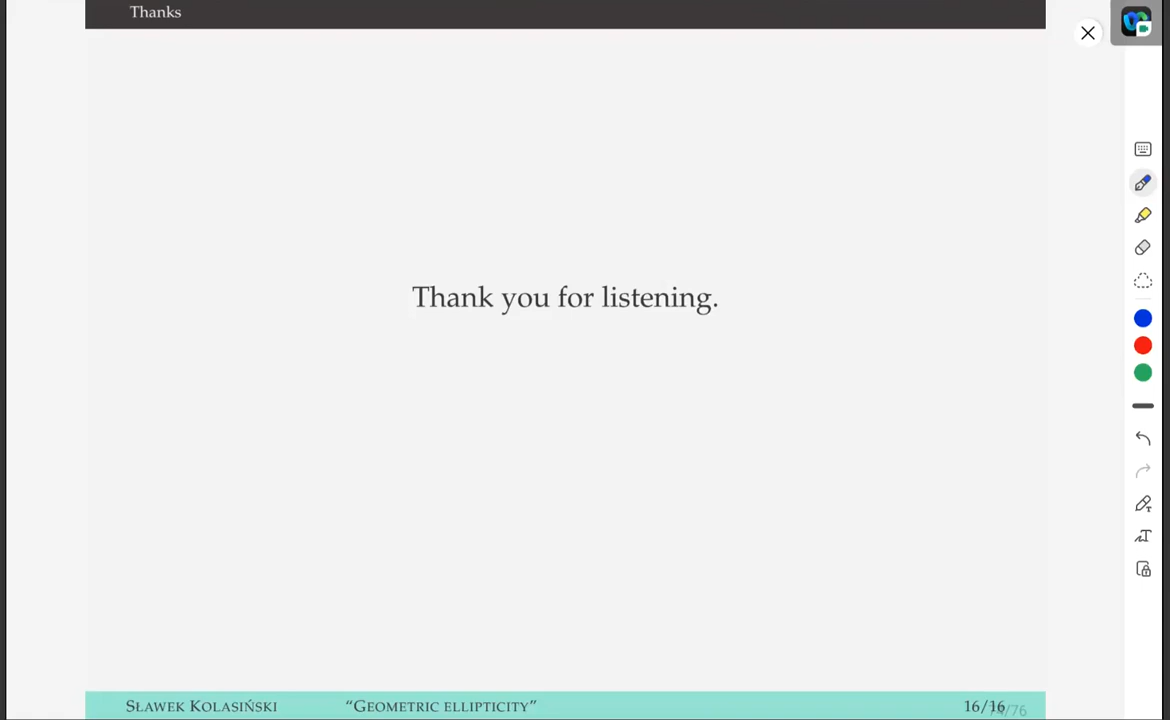 Thanks
Thank you for listening.
Sławek Kolasiński "Geometric ellipticity" 16/16